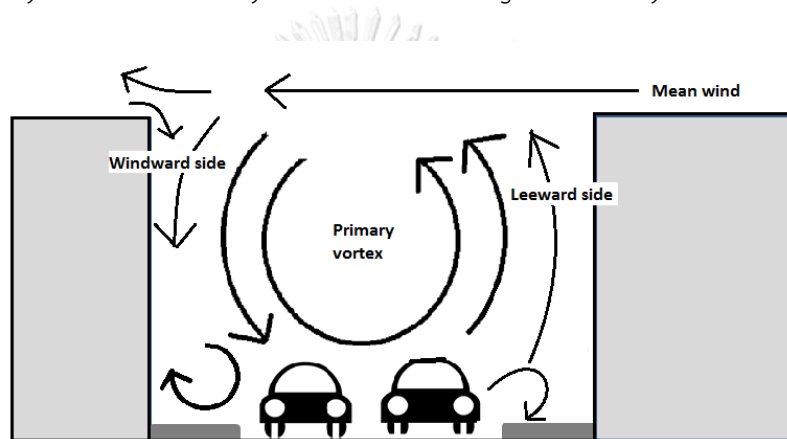 Mean wind
Windward side
Leeward side
Primary
vortex